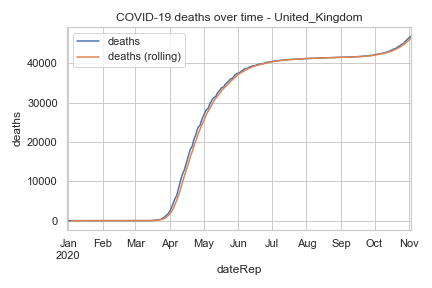 COVID-19 deaths over time - United_Kingdom
deaths
deaths (rolling)
40000
30000
20000
10000
0
deaths
Jan Feb Mar Apr May Jun Jul Aug Sep Oct Nov
2020
dateRep